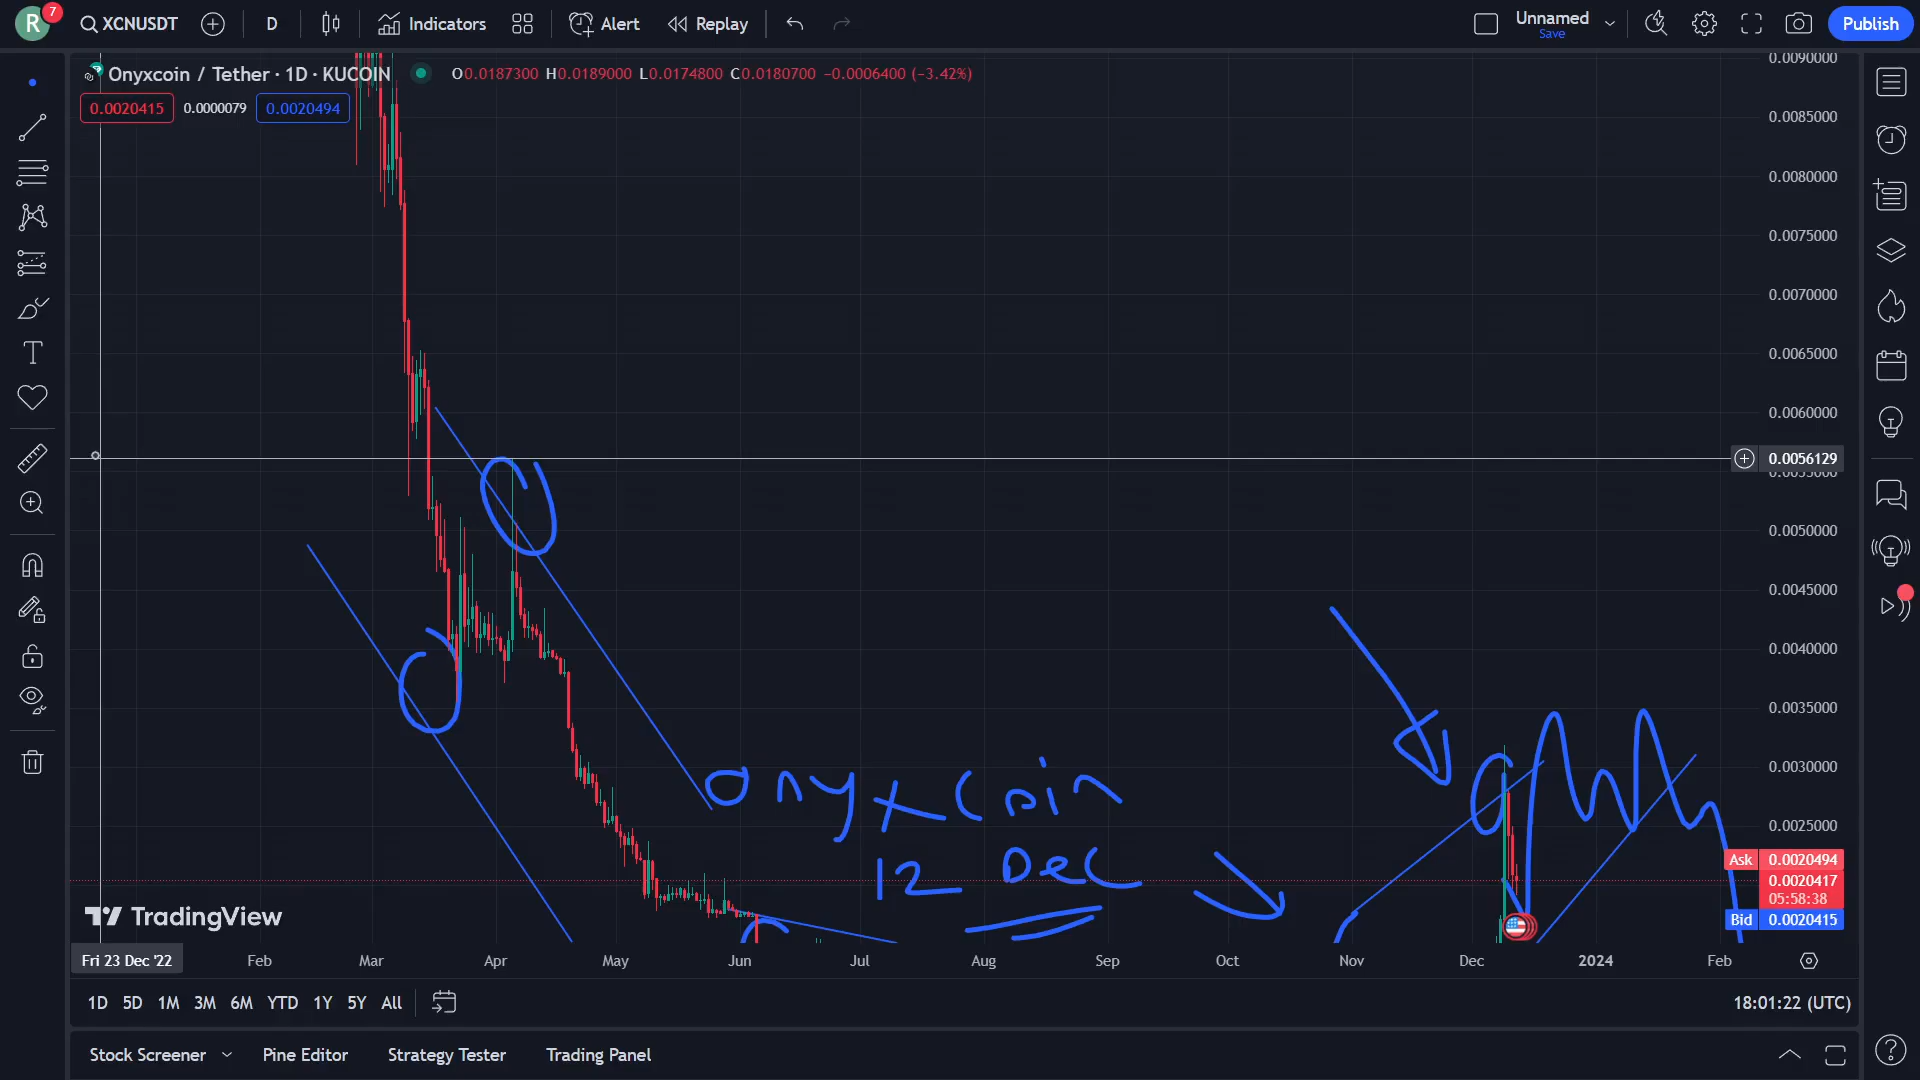 R 7 XCNUSDT D Indicators Alert Replay Unnamed Save Publish
Onyxcoin / Tether · 1D · KUCOIN O0.0187300 H0.0189000 L0.0174800 C0.0180700 −0.0006400 (−3.42%)
0.0020415 0.0000079 0.0020494
0.0090000
0.0085000
0.0080000
0.0075000
0.0070000
0.0065000
0.0060000
0.0056129
0.0050000
0.0045000
0.0040000
0.0035000
0.0030000
Onyx Coin
0.0025000
12 Dec
Ask 0.0020494
0.0020417
05:58:38
Bid 0.0020415
TradingView
Fri 23 Dec '22 Feb Mar Apr May Jun Jul Aug Sep Oct Nov Dec 2024 Feb
1D 5D 1M 3M 6M YTD 1Y 5Y All 18:01:22 (UTC)
Stock Screener Pine Editor Strategy Tester Trading Panel